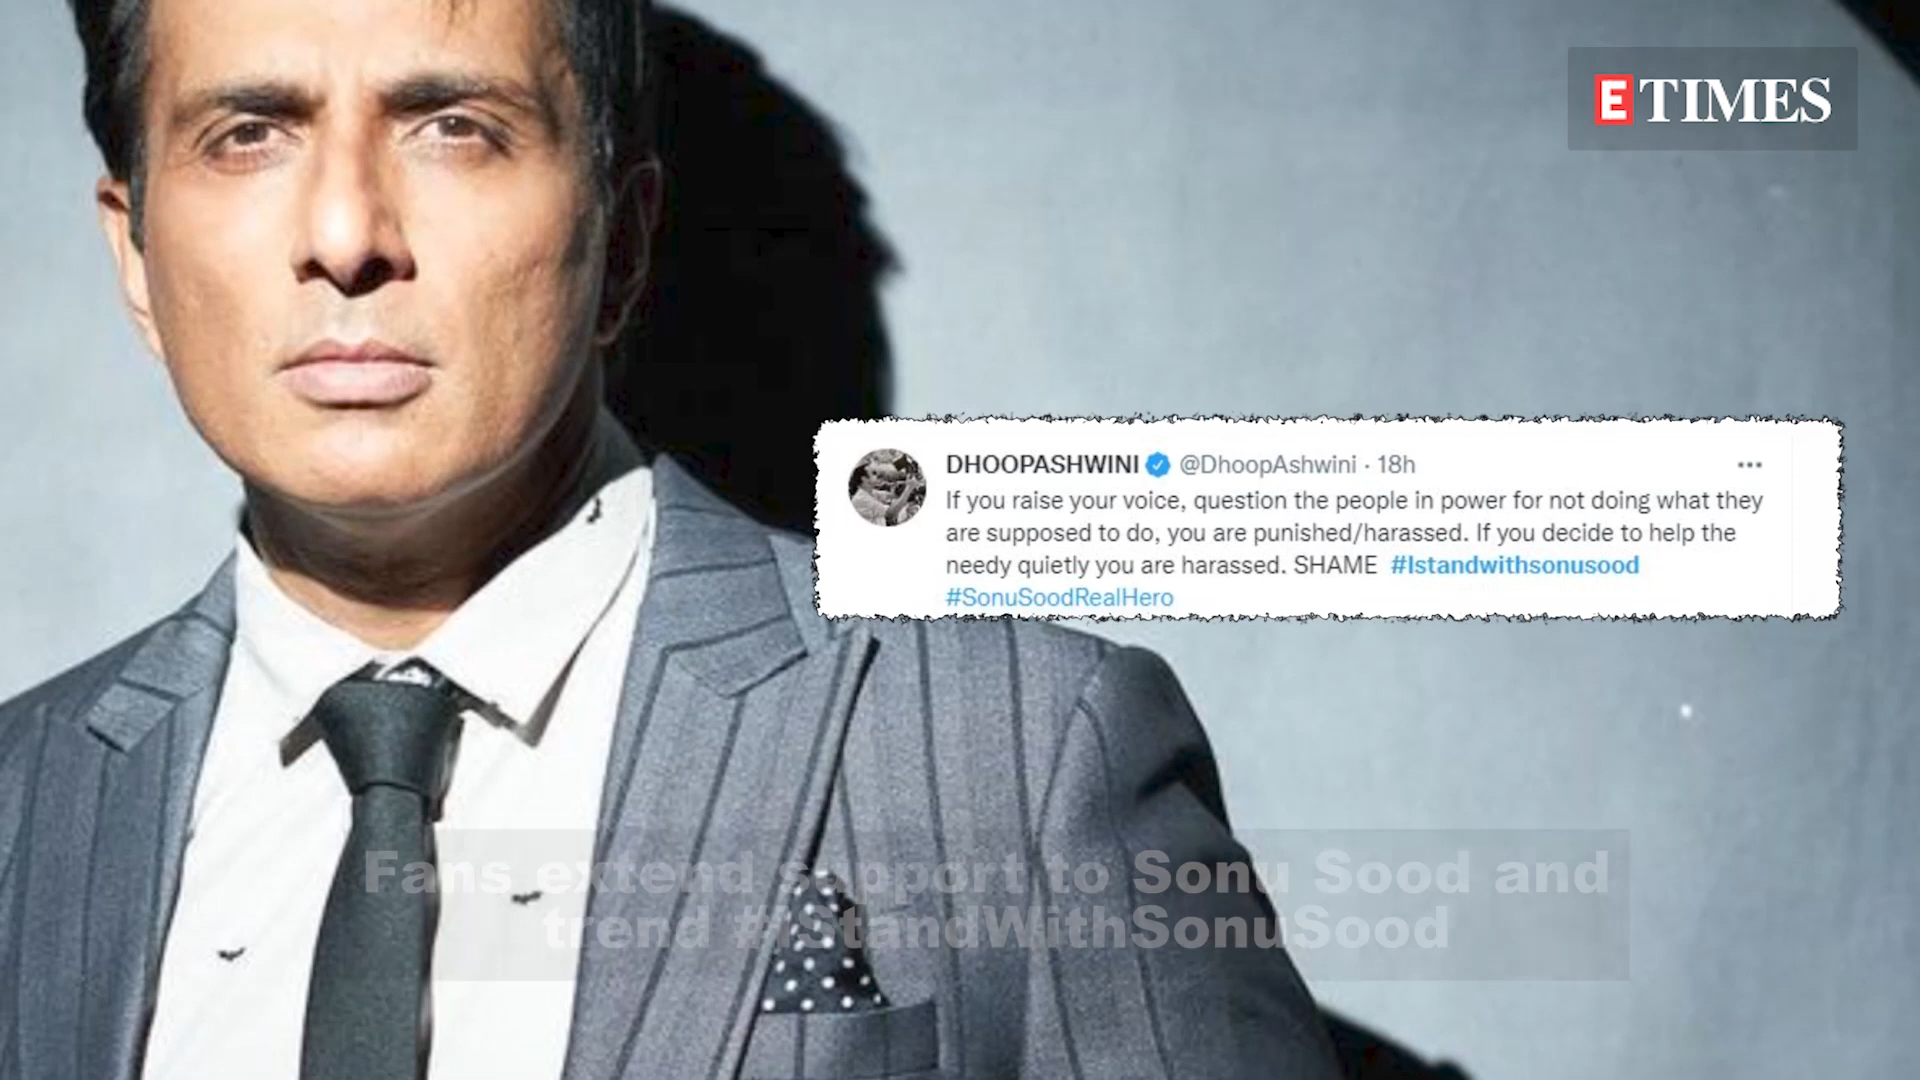 ETIMES
DHOOPASHWINI @DhoopAshwini · 18h
If you raise your voice, question the people in power for not doing what they
are supposed to do, you are punished/harassed. If you decide to help the
needy quietly you are harassed. SHAME #Istandwithsonusood
#SonuSoodRealHero
Fans extend support to Sonu Sood and
trend #IStandWithSonuSood